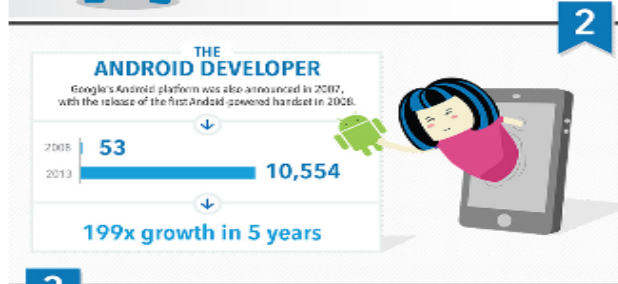 2
THE
ANDROID DEVELOPER
Google's Android platform was also announced in 2007,
with the release of the first Andoid-powered handset in 2008.
2008 53
2013 10,554
199x growth in 5 years